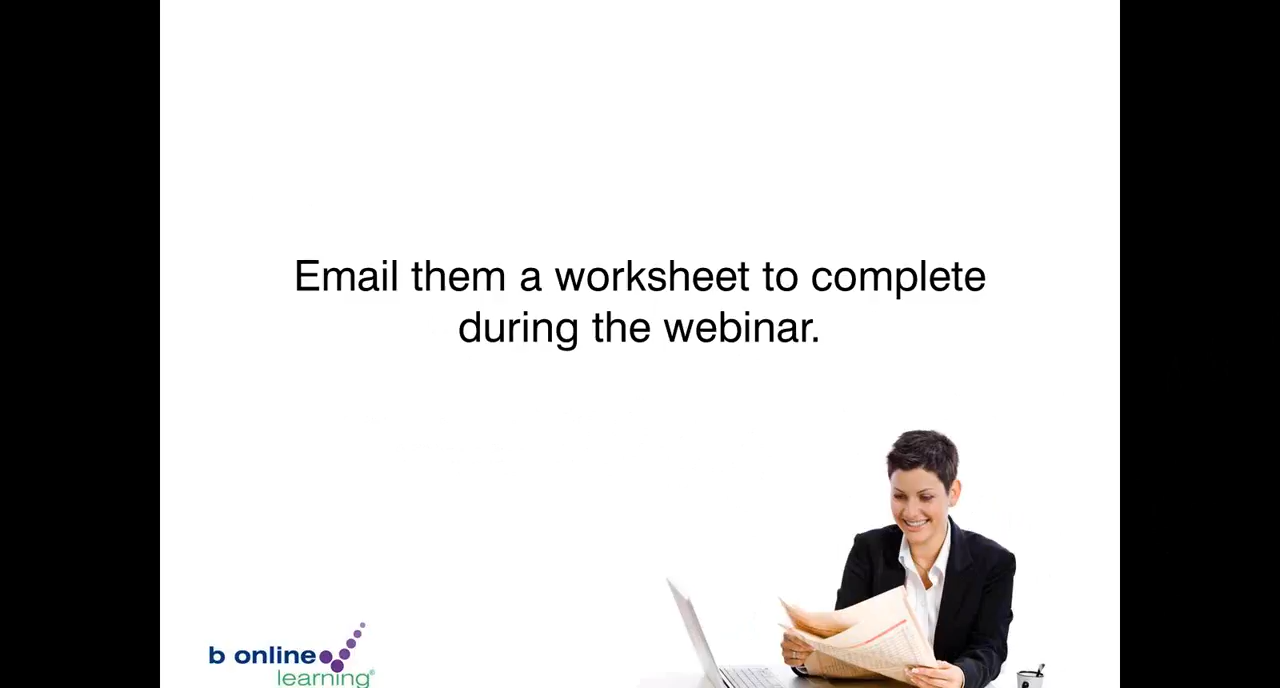 Email them a worksheet to complete
during the webinar.
b online
learning®